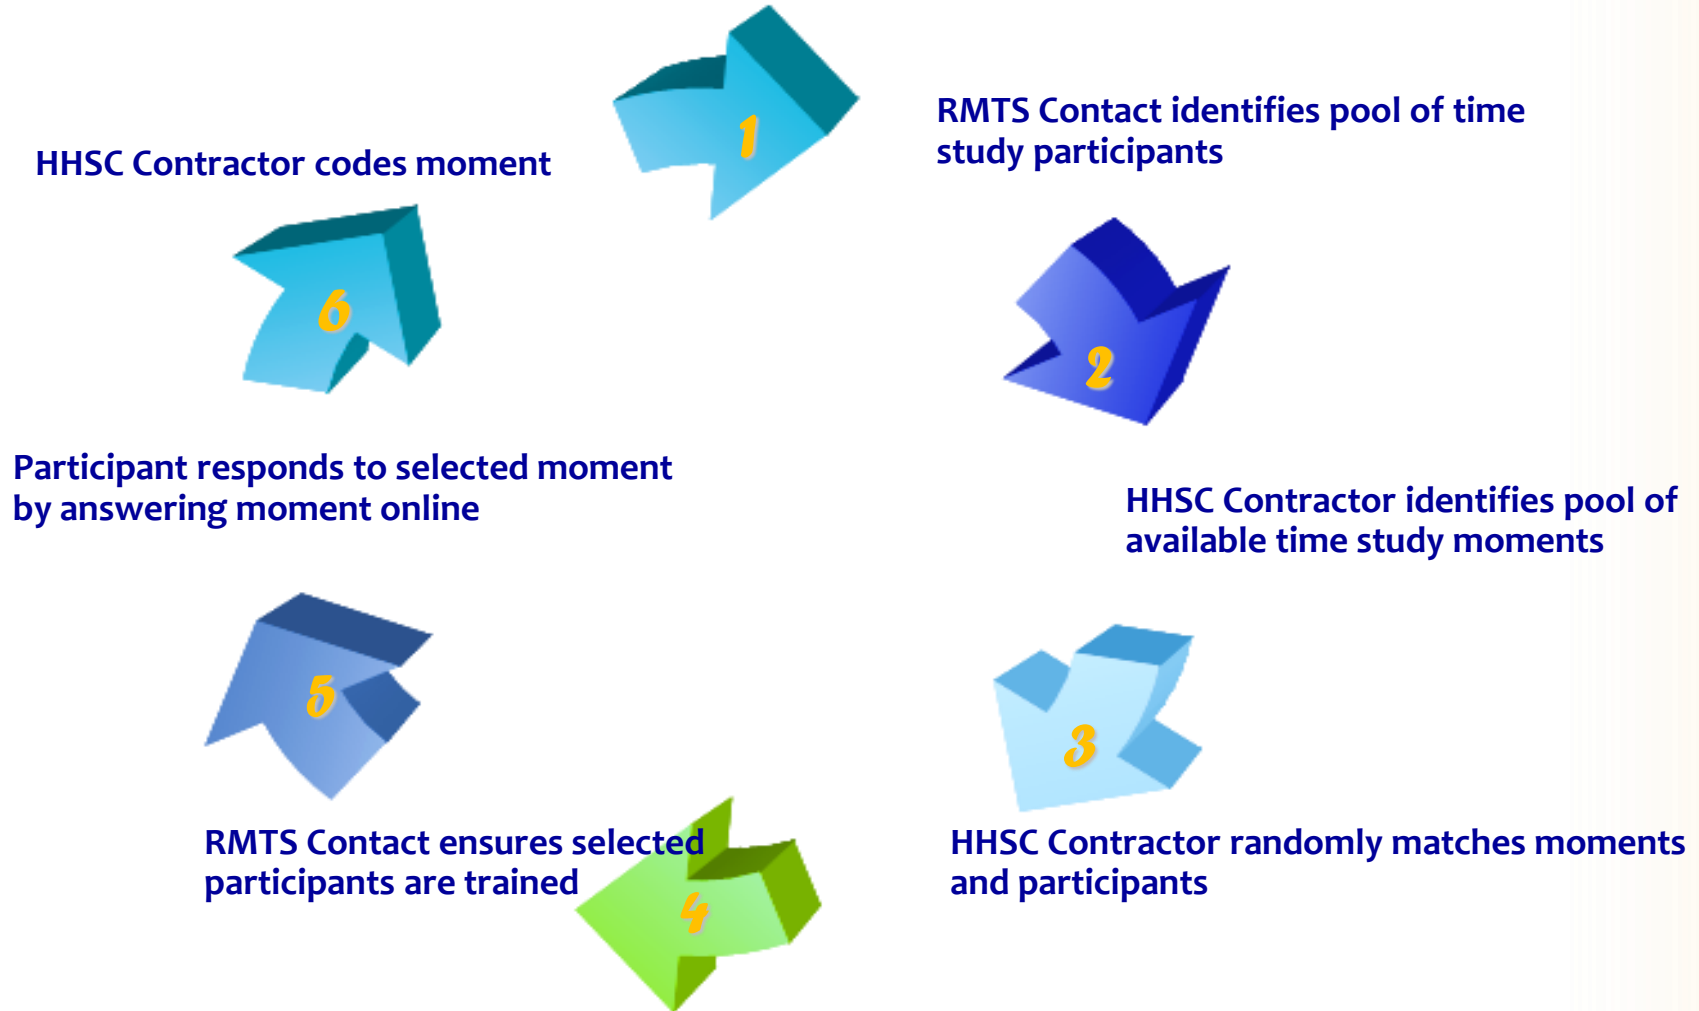 1
RMTS Contact identifies pool of time
study participants
2
HHSC Contractor identifies pool of
available time study moments
3
HHSC Contractor randomly matches moments
and participants
4
RMTS Contact ensures selected
participants are trained
5
Participant responds to selected moment
by answering moment online
6
HHSC Contractor codes moment